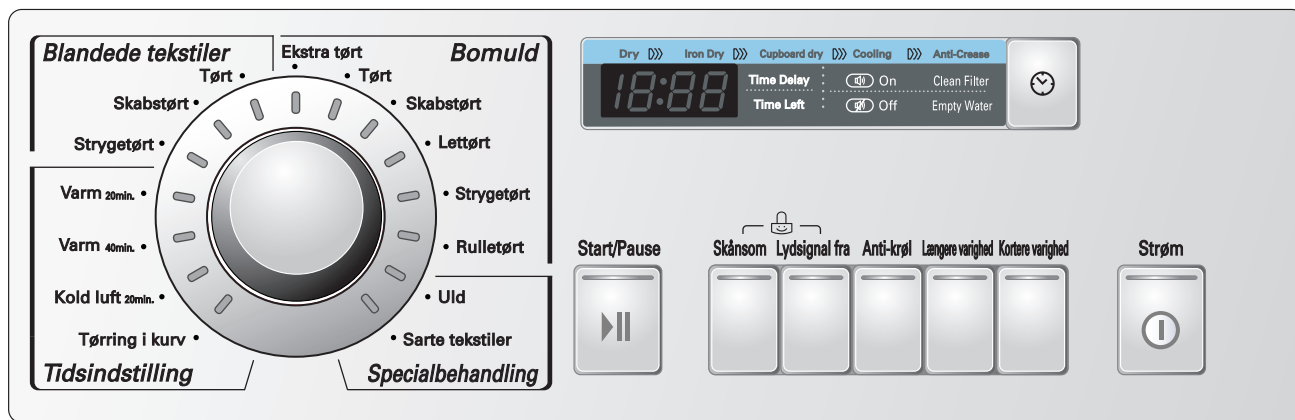 Blandede tekstiler
Bomuld
Ekstra tørt
Tørt
Tørt
Skabstørt
Skabstørt
Strygetørt
Lettørt
Varm 20min.
Strygetørt
Varm 40min.
Rulletørt
Kold luft 20min.
Uld
Tørring i kurv
Sarte tekstiler
Tidsindstilling
Specialbehandling
Dry Iron Dry Cupboard dry Cooling Anti-Crease
18:88
Time Delay On Clean Filter
Time Left Off Empty Water
Start/Pause
Skånsom Lydsignal fra Anti-krøl Længere varighed Kortere varighed
Strøm